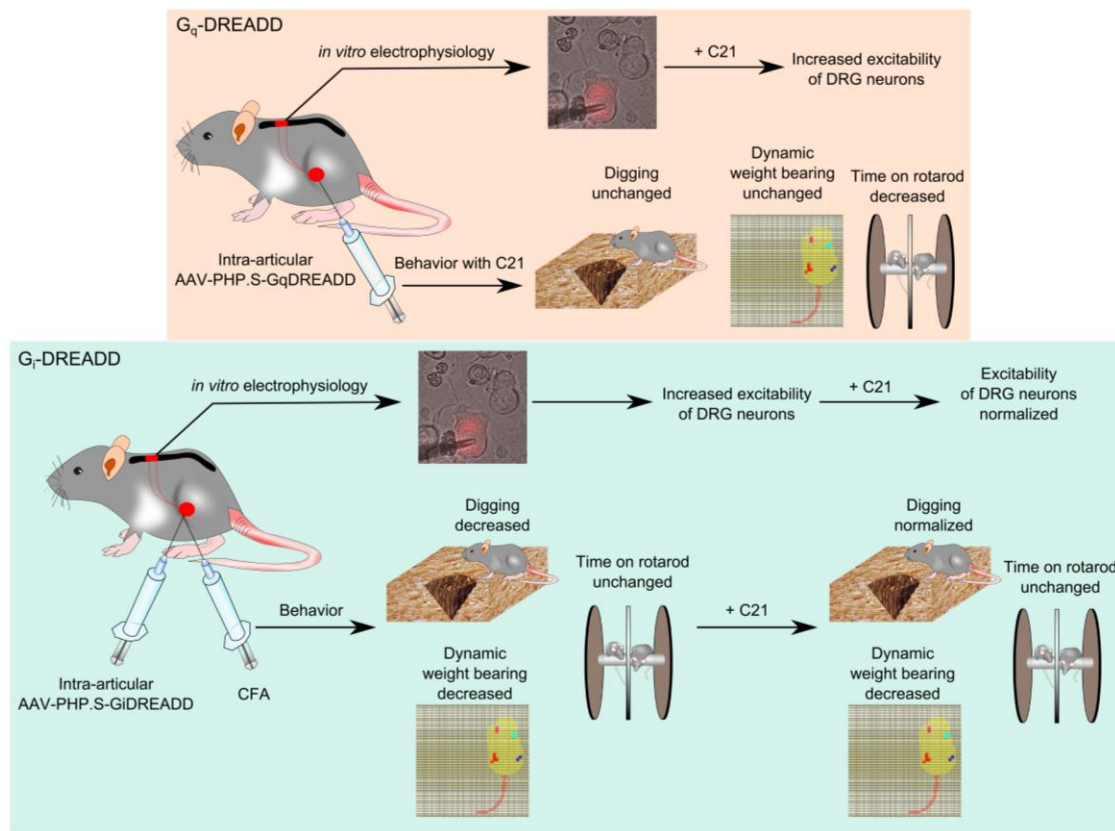 Gq-DREADD
in vitro electrophysiology
+ C21
Increased excitability
of DRG neurons
Intra-articular
AAV-PHP.S-GqDREADD
Behavior with C21
Digging
unchanged
Dynamic
weight bearing
unchanged
Time on rotarod
decreased
Gi-DREADD
in vitro electrophysiology
Increased excitability
of DRG neurons
+ C21
Excitability
of DRG neurons
normalized
Intra-articular
AAV-PHP.S-GiDREADD
CFA
Behavior
Digging
decreased
Time on rotarod
unchanged
Dynamic
weight bearing
decreased
+ C21
Digging
normalized
Time on rotarod
unchanged
Dynamic
weight bearing
decreased